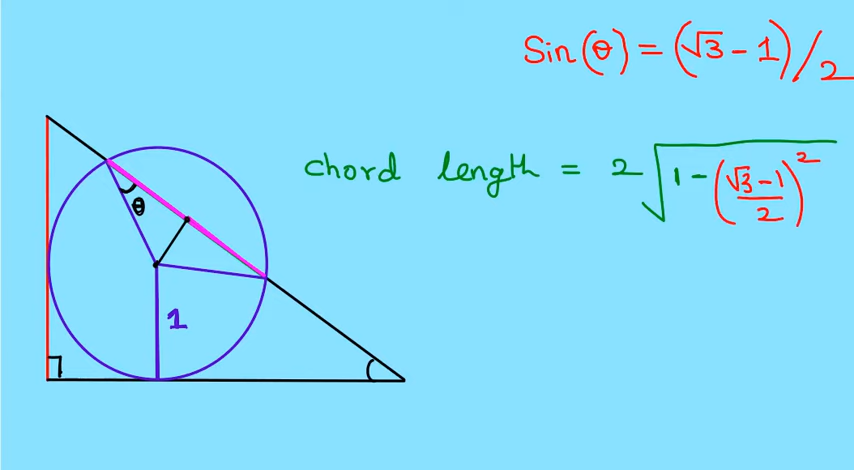 Sin(θ) = (√3 - 1)/2
chord length = 2 √1 - (√3-1/2)²
θ
1